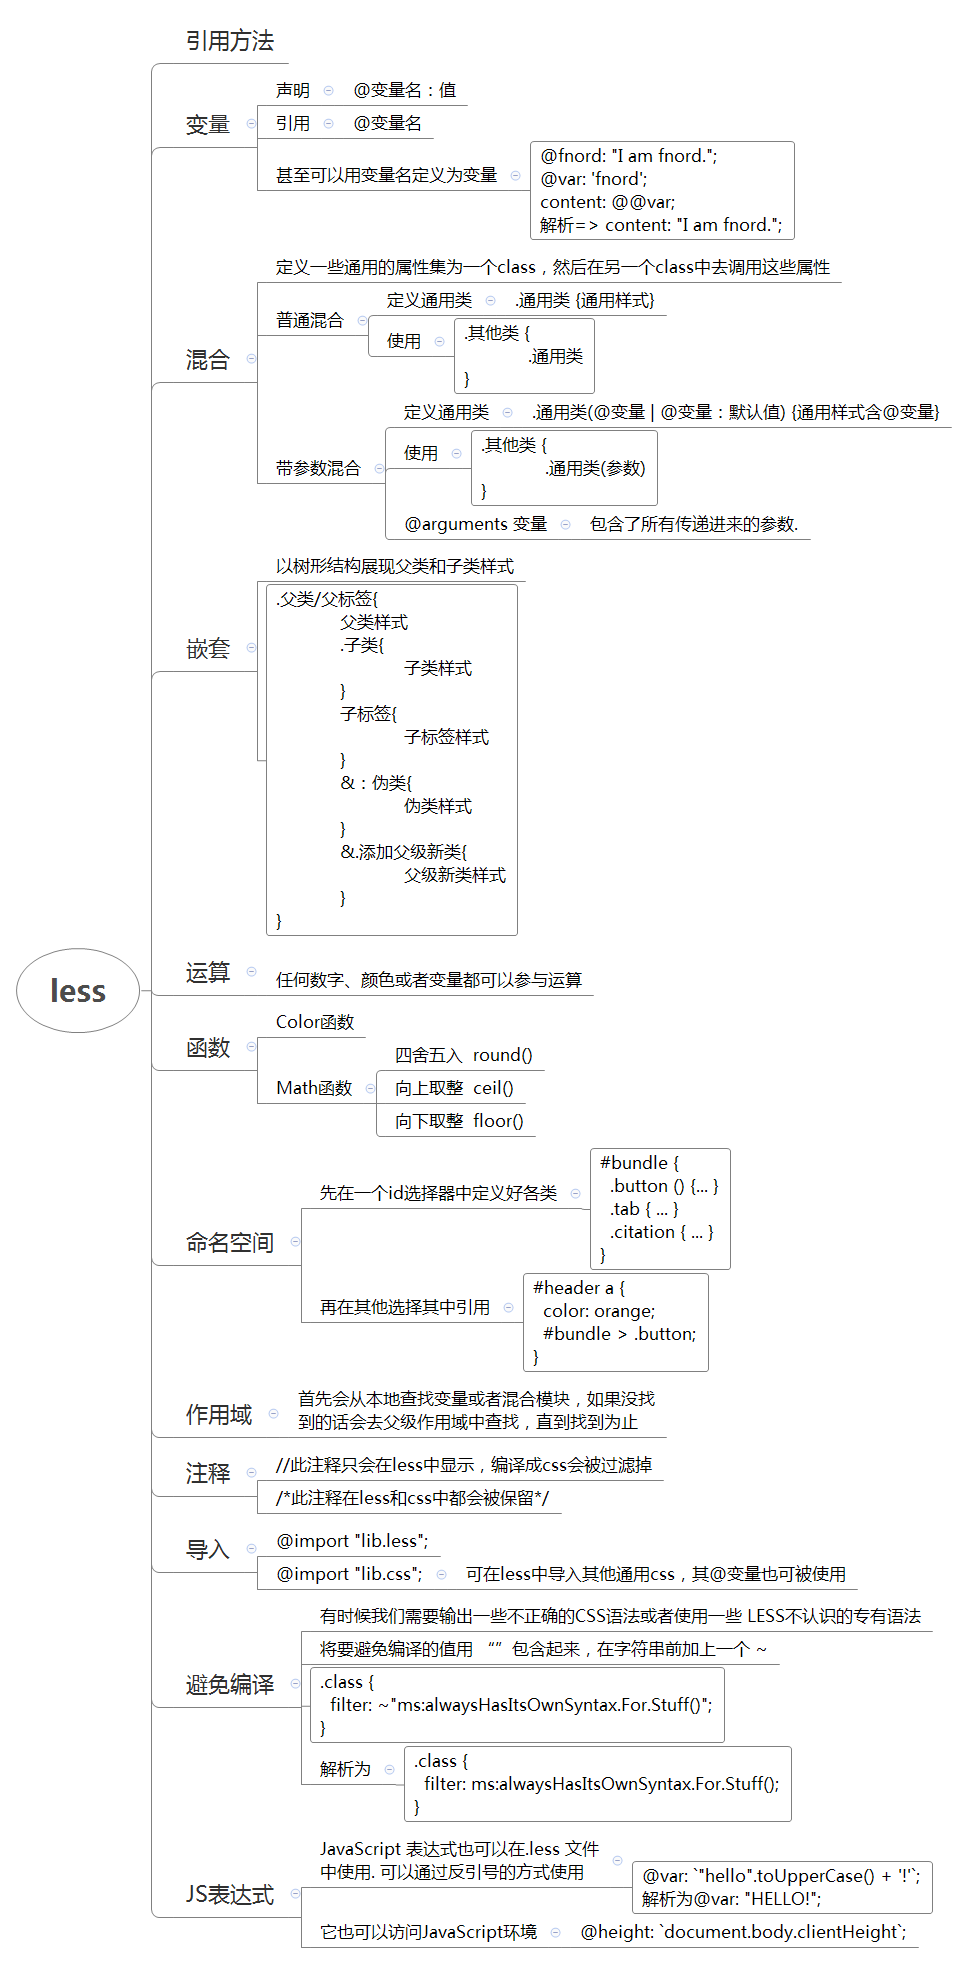 less
引用方法
变量
声明
@变量名：值
引用
@变量名
甚至可以用变量名定义为变量
@fnord: "I am fnord.";
@var: 'fnord';
content: @@var;
解析=> content: "I am fnord.";
混合
定义一些通用的属性集为一个class，然后在另一个class中去调用这些属性
普通混合
定义通用类
.通用类 {通用样式}
使用
.其他类 {
.通用类
}
带参数混合
定义通用类
.通用类(@变量 | @变量：默认值) {通用样式含@变量}
使用
.其他类 {
.通用类(参数)
}
@arguments 变量
包含了所有传递进来的参数.
嵌套
以树形结构展现父类和子类样式
.父类/父标签{
父类样式
.子类{
子类样式
}
子标签{
子标签样式
}
&：伪类{
伪类样式
}
&.添加父级新类{
父级新类样式
}
}
运算
任何数字、颜色或者变量都可以参与运算
函数
Color函数
Math函数
四舍五入 round()
向上取整 ceil()
向下取整 floor()
命名空间
先在一个id选择器中定义好各类
#bundle {
.button () {... }
.tab { ... }
.citation { ... }
}
再在其他选择其中引用
#header a {
color: orange;
#bundle > .button;
}
作用域
首先会从本地查找变量或者混合模块，如果没找
到的话会去父级作用域中查找，直到找到为止
注释
//此注释只会在less中显示，编译成css会被过滤掉
/*此注释在less和css中都会被保留*/
导入
@import "lib.less";
@import "lib.css";
可在less中导入其他通用css，其@变量也可被使用
避免编译
有时候我们需要输出一些不正确的CSS语法或者使用一些 LESS不认识的专有语法
将要避免编译的值用 “” 包含起来，在字符串前加上一个 ~
.class {
filter: ~"ms:alwaysHasItsOwnSyntax.For.Stuff()";
}
解析为
.class {
filter: ms:alwaysHasItsOwnSyntax.For.Stuff();
}
JS表达式
JavaScript 表达式也可以在.less 文件
中使用. 可以通过反引号的方式使用
@var: `"hello".toUpperCase() + '!'`;
解析为@var: "HELLO!";
它也可以访问JavaScript环境
@height: `document.body.clientHeight`;